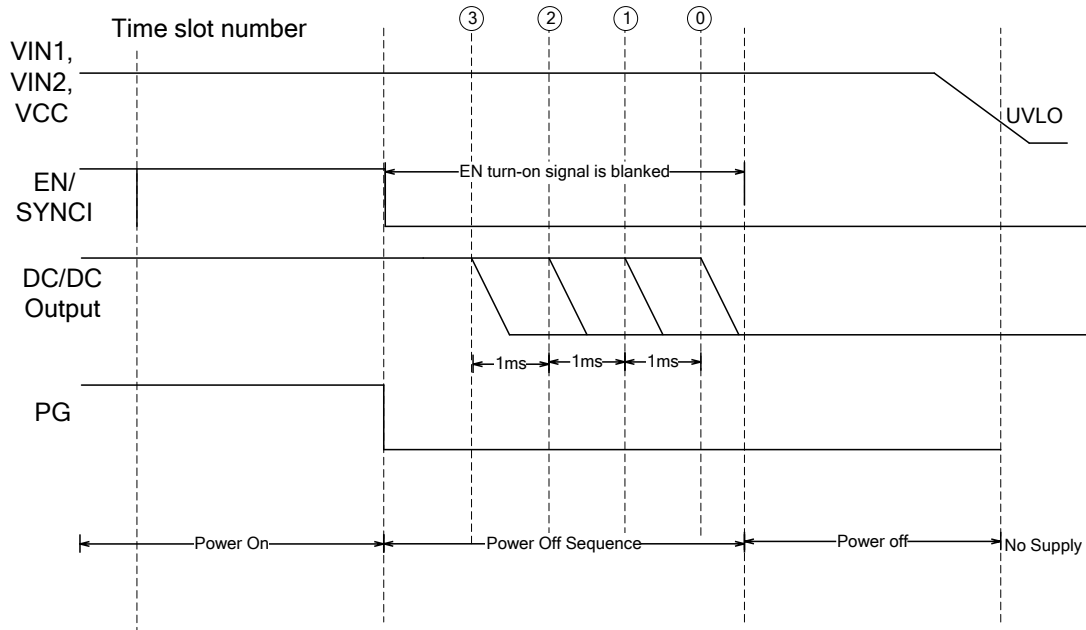 Time slot number
3
2
1
0
VIN1,
VIN2,
VCC
UVLO
EN turn-on signal is blanked
EN/
SYNCI
DC/DC
Output
1ms
1ms
1ms
PG
Power On
Power Off Sequence
Power off
No Supply